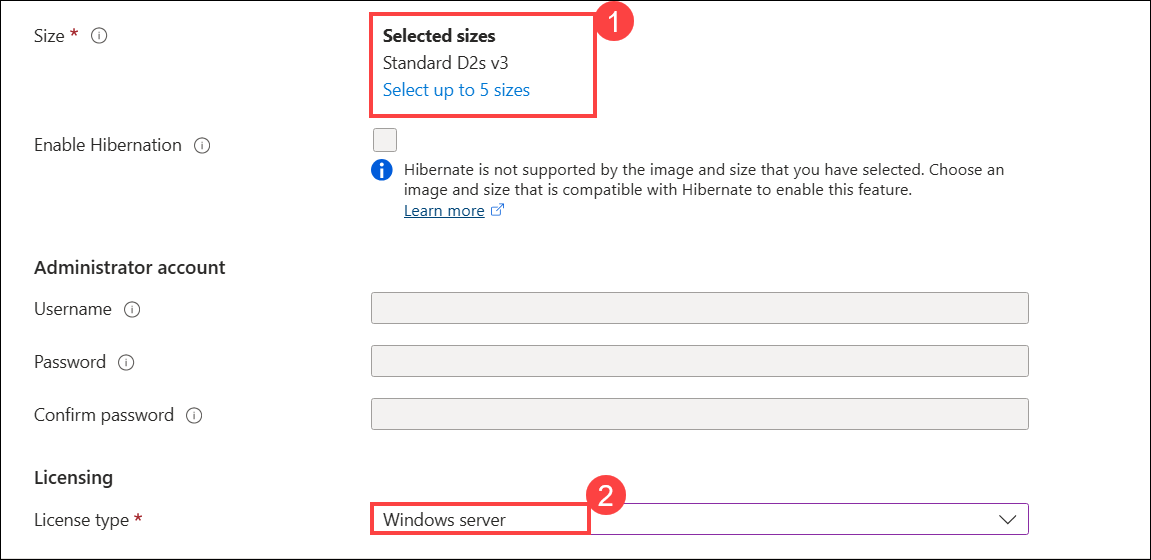 Size *
1
Selected sizes
Standard D2s v3
Select up to 5 sizes
Enable Hibernation
Hibernate is not supported by the image and size that you have selected. Choose an
image and size that is compatible with Hibernate to enable this feature.
Learn more
Administrator account
Username
Password
Confirm password
Licensing
2
License type * Windows server